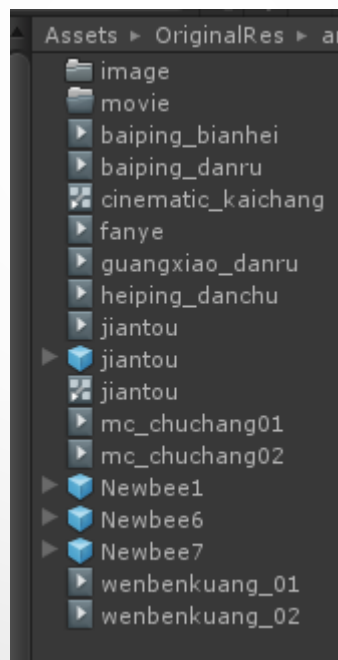 Assets ▸ OriginalRes ▸
image
movie
baiping_bianhei
baiping_danru
cinematic_kaichang
fanye
guangxiao_danru
heiping_danchu
jiantou
jiantou
jiantou
mc_chuchang01
mc_chuchang02
Newbee1
Newbee6
Newbee7
wenbenkuang_01
wenbenkuang_02